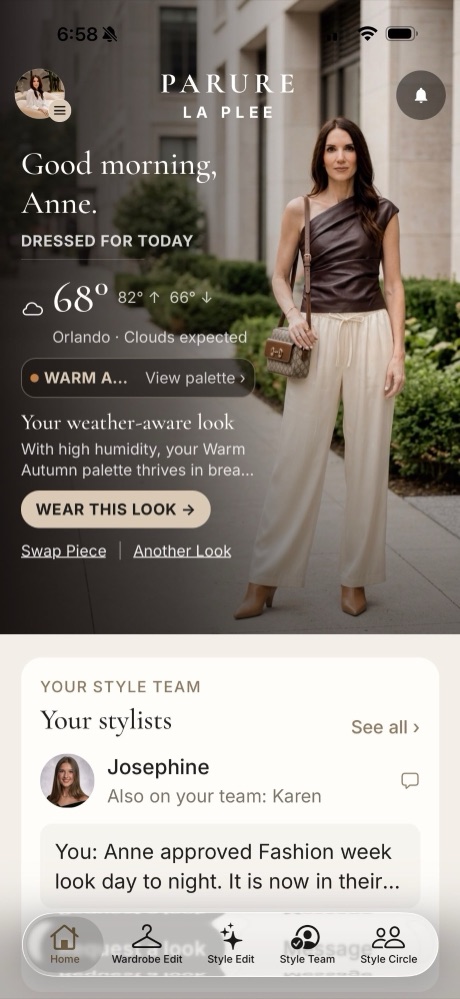 6:58
PARURE
LA PLEE
Good morning,
Anne.
DRESSED FOR TODAY
68° 82° ↑ 66° ↓
Orlando · Clouds expected
WARM A... View palette ›
Your weather-aware look
With high humidity, your Warm
Autumn palette thrives in brea...
WEAR THIS LOOK →
Swap Piece | Another Look
YOUR STYLE TEAM
Your stylists
See all ›
Josephine
Also on your team: Karen
You: Anne approved Fashion week
look day to night. It is now in their...
Home Wardrobe Edit Style Edit Style Team Style Circle